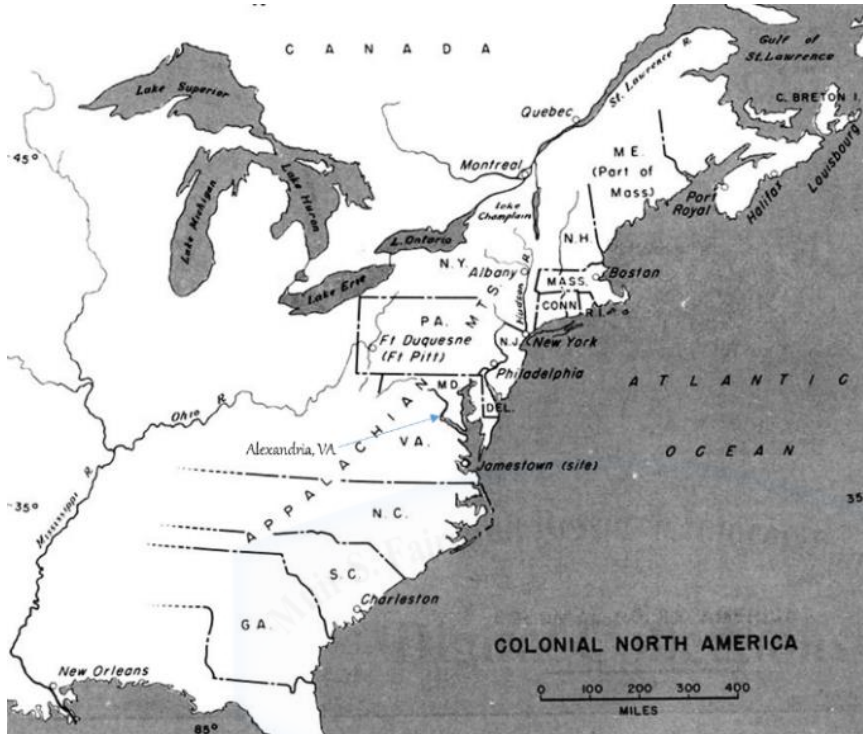 CANADA
Gulf of
St. Lawrence
St. Lawrence R.
Lake Superior
C. BRETON I.
Quebec
Louisbourg
45°
Montreal
M E.
(Part of
Mass)
Port
Royal
Halifax
Lake
Champlain
Lake Michigan
Lake Huron
L. Ontario
N.H.
N.Y.
Albany
Hudson R.
MASS.
Boston
Lake Erie
CONN
R.I.
P A.
Ft Duquesne
(Ft Pitt)
N.J.
New York
Philadelphia
M D.
DEL.
ATLANTIC
OCEAN
Ohio R.
APPALACHIAN MTS.
Alexandria, VA
V A.
Jamestown (site)
Mississippi R.
35°
35
N.C.
S.C.
Charleston
G A.
COLONIAL NORTH AMERICA
New Orleans
0 100 200 300 400
MILES
85°